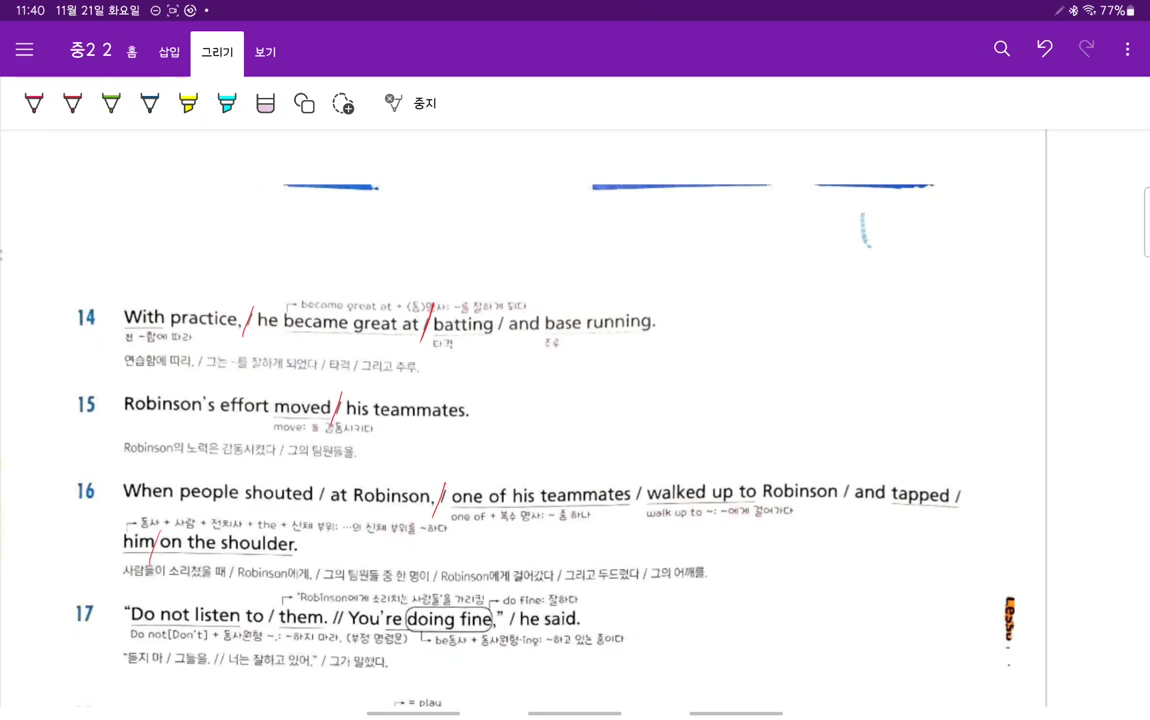 11:40 11월 21일 화요일 77%
중2 2 홈 삽입 그리기 보기
중지
become great at + (동)명사: ~를 잘하게 되다
14 With practice, / he became great at / batting / and base running.
전 ~함에 따라 타격 주루
연습함에 따라, / 그는 ~를 잘하게 되었다 / 타격 / 그리고 주루.
15 Robinson's effort moved / his teammates.
move: 동 감동시키다
Robinson의 노력은 감동시켰다 / 그의 팀원들을.
16 When people shouted / at Robinson, / one of his teammates / walked up to Robinson / and tapped /
one of + 복수 명사: ~ 중 하나 walk up to ~: ~에게 걸어가다
동사 + 사람 + 전치사 + the + 신체 부위: …의 신체 부위를 ~하다
him / on the shoulder.
사람들이 소리쳤을 때 / Robinson에게, / 그의 팀원들 중 한 명이 / Robinson에게 걸어갔다 / 그리고 두드렸다 / 그의 어깨를.
'Robinson에게 소리치는 사람들'을 가리킴 do fine: 잘하다
17 “Do not listen to / them. // You're doing fine,” / he said.
Do not[Don't] + 동사원형 ~.: ~하지 마라. (부정 명령문) be동사 + 동사원형-ing: ~하고 있는 중이다
“듣지 마 / 그들을. // 너는 잘하고 있어,” / 그가 말했다.
= play